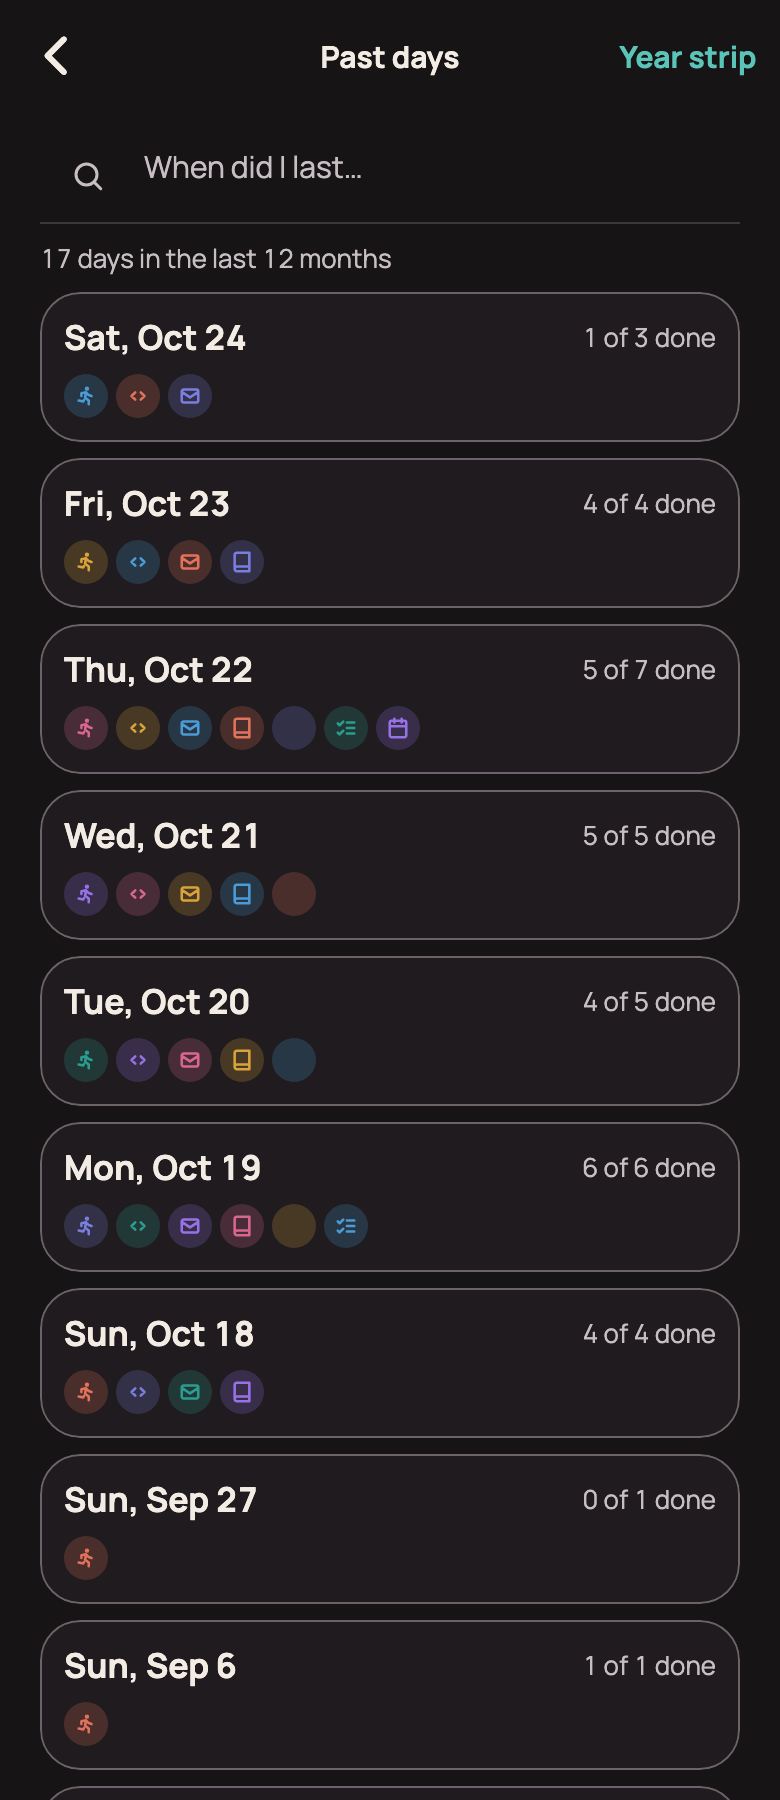 Past days
Year strip
When did I last...
17 days in the last 12 months
Sat, Oct 24
1 of 3 done
Fri, Oct 23
4 of 4 done
Thu, Oct 22
5 of 7 done
Wed, Oct 21
5 of 5 done
Tue, Oct 20
4 of 5 done
Mon, Oct 19
6 of 6 done
Sun, Oct 18
4 of 4 done
Sun, Sep 27
0 of 1 done
Sun, Sep 6
1 of 1 done